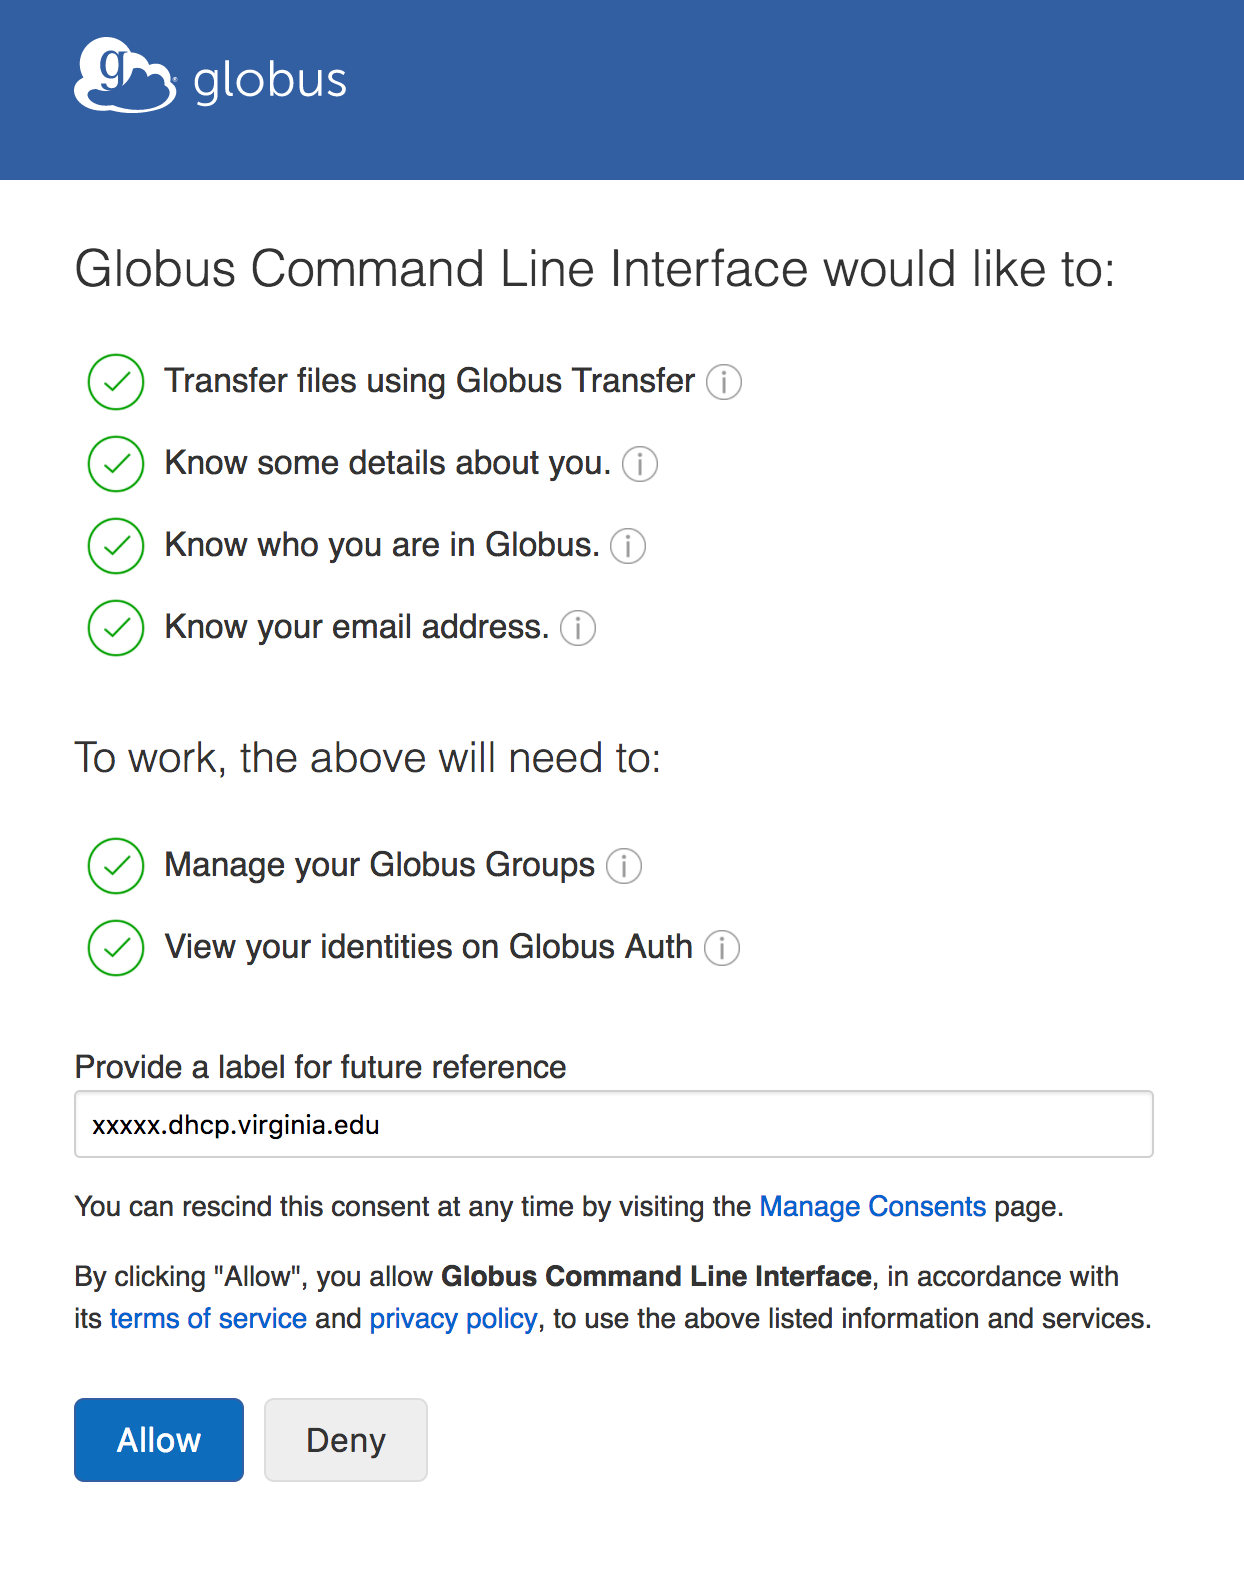 globus
Globus Command Line Interface would like to:
Transfer files using Globus Transfer
Know some details about you.
Know who you are in Globus.
Know your email address.
To work, the above will need to:
Manage your Globus Groups
View your identities on Globus Auth
Provide a label for future reference
xxxxx.dhcp.virginia.edu
You can rescind this consent at any time by visiting the Manage Consents page.
By clicking "Allow", you allow Globus Command Line Interface, in accordance with
its terms of service and privacy policy, to use the above listed information and services.
Allow Deny